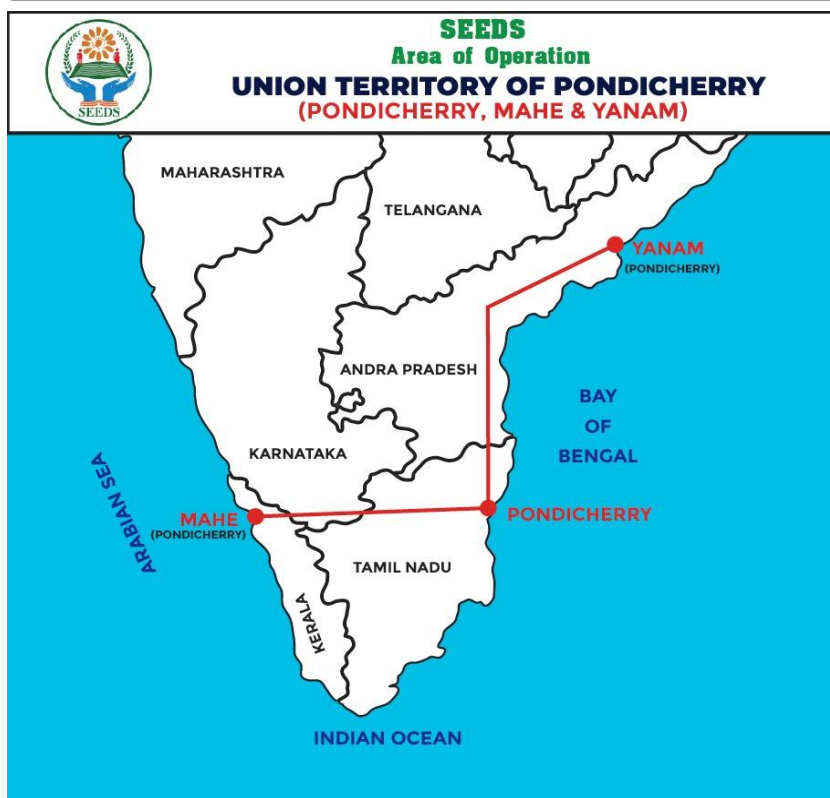 SEEDS
Area of Operation
UNION TERRITORY OF PONDICHERRY
(PONDICHERRY, MAHE & YANAM)
SEEDS
MAHARASHTRA
TELANGANA
YANAM
(PONDICHERRY)
ANDRA PRADESH
BAY
OF
BENGAL
KARNATAKA
ARABIAN SEA
MAHE
(PONDICHERRY)
PONDICHERRY
TAMIL NADU
KERALA
INDIAN OCEAN